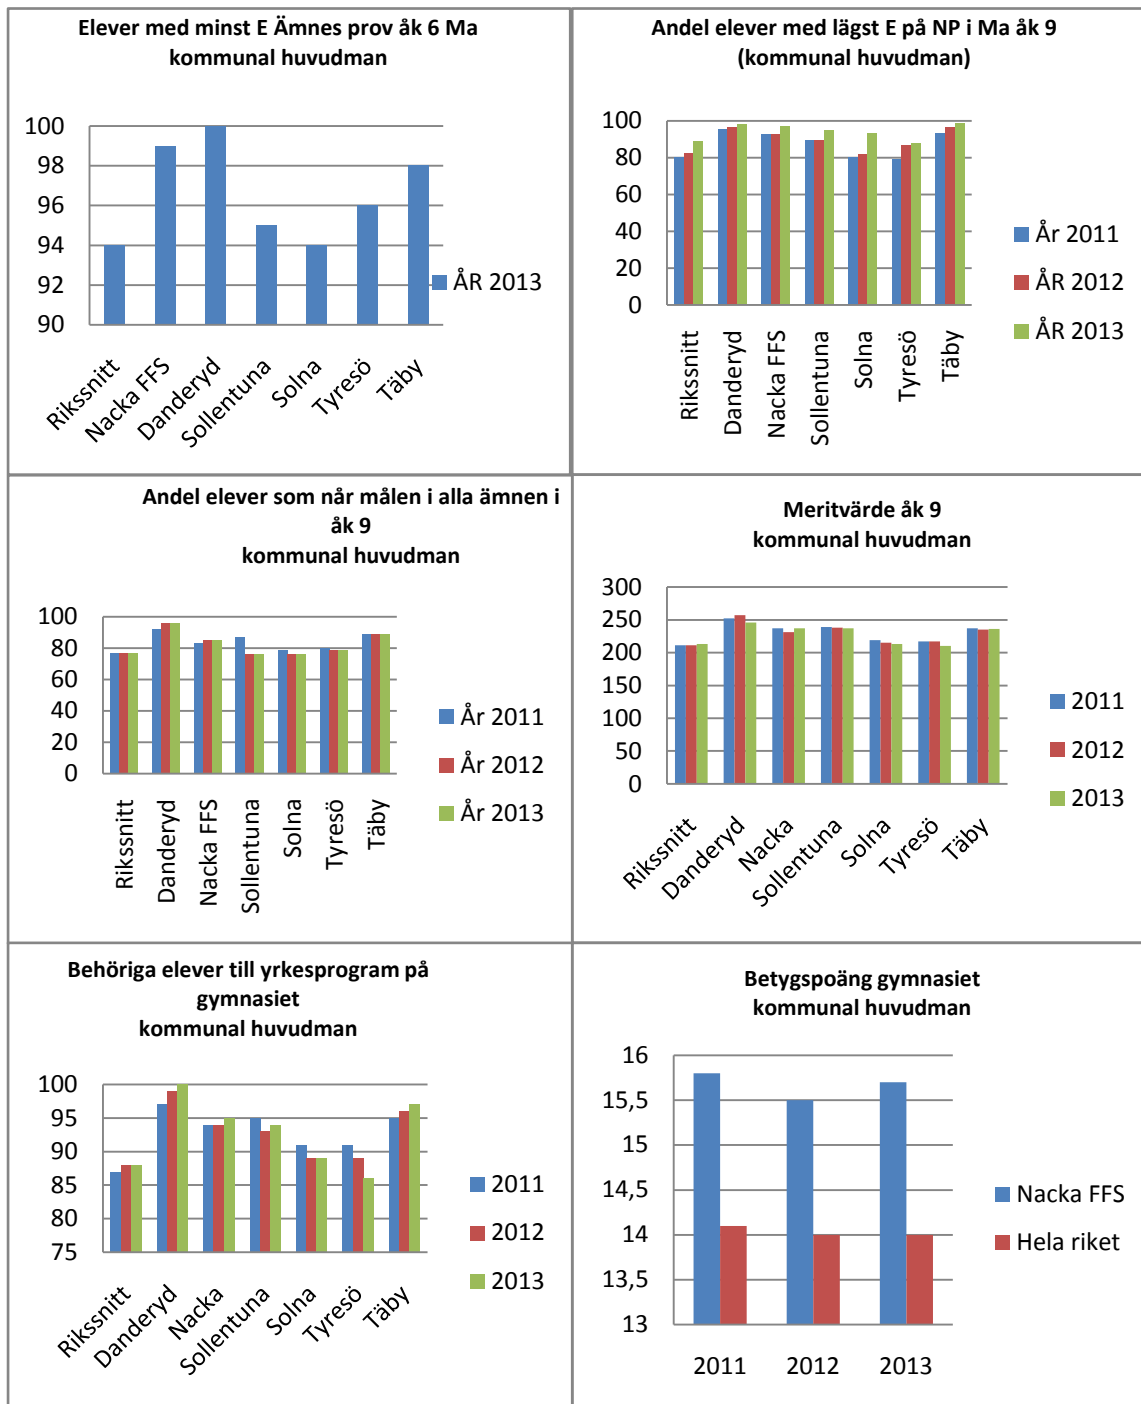 Elever med minst E Ämnes prov åk 6 Ma
kommunal huvudman
100
98
96
94
92
90
ÅR 2013
Rikssnitt
Nacka FFS
Danderyd
Sollentuna
Solna
Tyresö
Täby
Andel elever med lägst E på NP i Ma åk 9
(kommunal huvudman)
100
80
60
40
20
0
År 2011
ÅR 2012
ÅR 2013
Rikssnitt
Danderyd
Nacka FFS
Sollentuna
Solna
Tyresö
Täby
Andel elever som når målen i alla ämnen i
åk 9
kommunal huvudman
100
80
60
40
20
0
År 2011
År 2012
År 2013
Rikssnitt
Danderyd
Nacka FFS
Sollentuna
Solna
Tyresö
Täby
Meritvärde åk 9
kommunal huvudman
300
250
200
150
100
50
0
2011
2012
2013
Rikssnitt
Danderyd
Nacka
Sollentuna
Solna
Tyresö
Täby
Behöriga elever till yrkesprogram på
gymnasiet
kommunal huvudman
100
95
90
85
80
75
2011
2012
2013
Rikssnitt
Danderyd
Nacka
Sollentuna
Solna
Tyresö
Täby
Betygspoäng gymnasiet
kommunal huvudman
16
15,5
15
14,5
14
13,5
13
Nacka FFS
Hela riket
2011 2012 2013